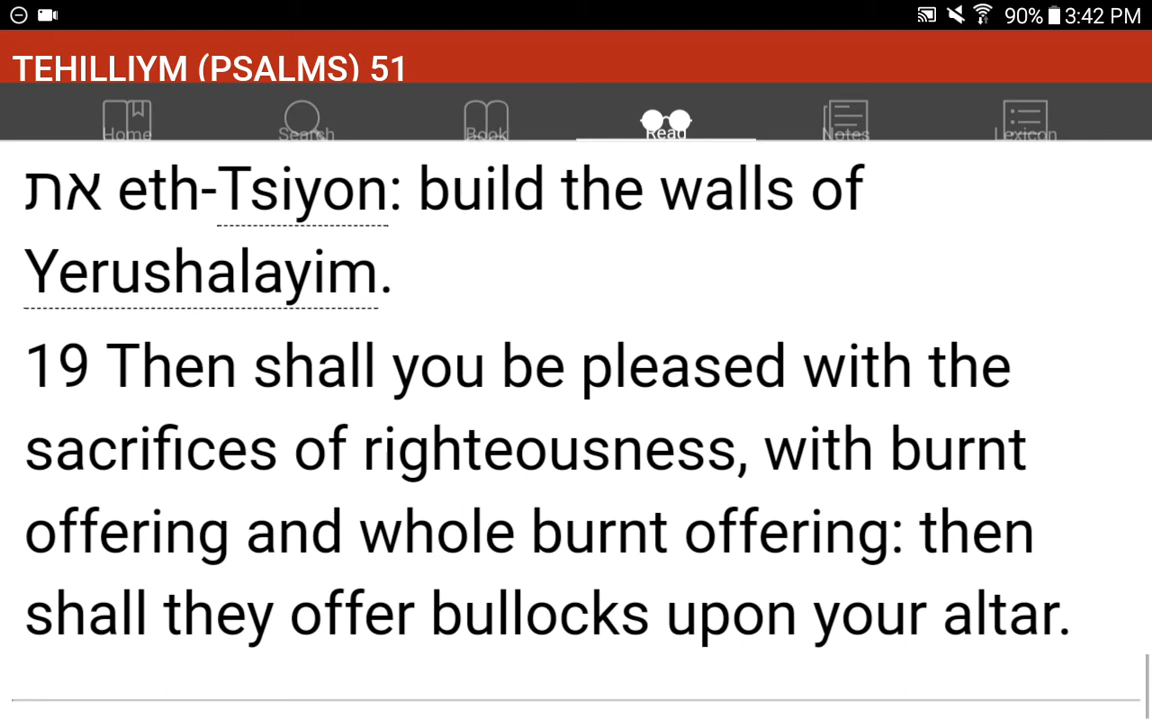 90% 3:42 PM
TEHILLIYM (PSALMS) 51
Home Search Book Read Notes Lexicon
את eth-Tsiyon: build the walls of
Yerushalayim.
19 Then shall you be pleased with the
sacrifices of righteousness, with burnt
offering and whole burnt offering: then
shall they offer bullocks upon your altar.